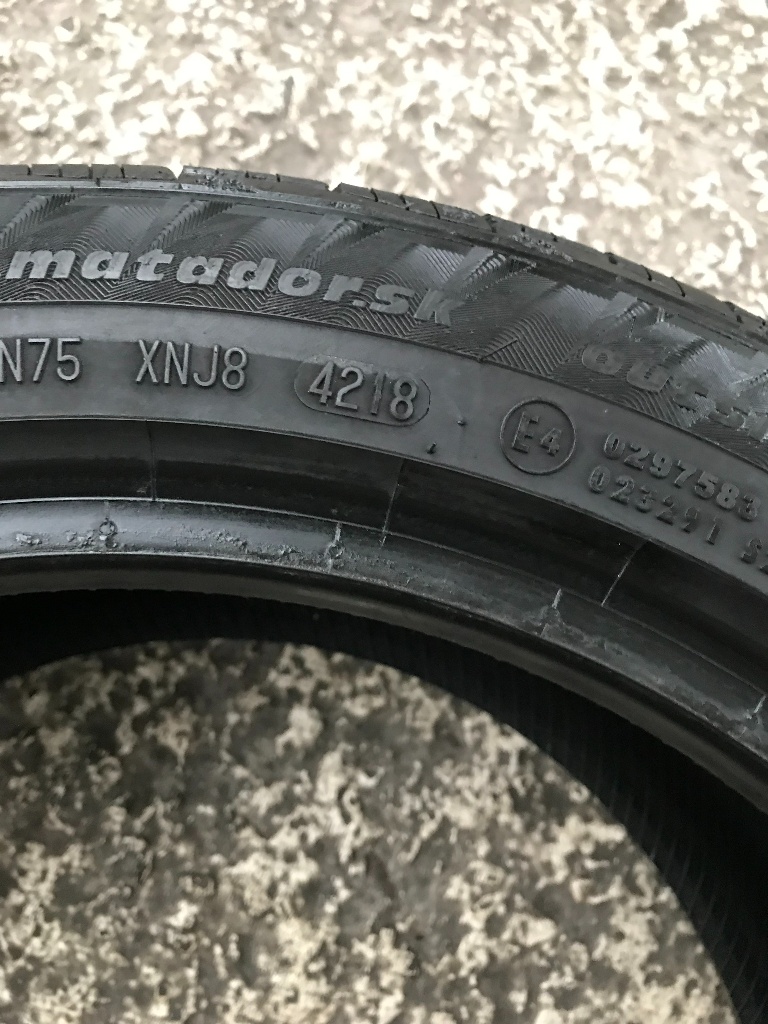 matador.sk
N75 XNJ8 4218
E4 0297583
023291